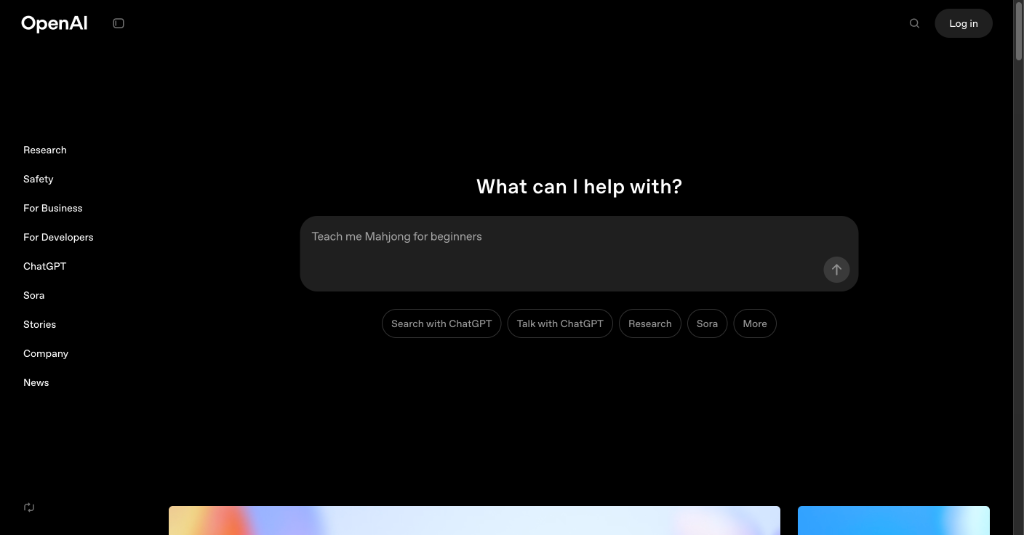 OpenAI
Log in
Research
Safety
For Business
For Developers
ChatGPT
Sora
Stories
Company
News
What can I help with?
Teach me Mahjong for beginners
Search with ChatGPT
Talk with ChatGPT
Research
Sora
More